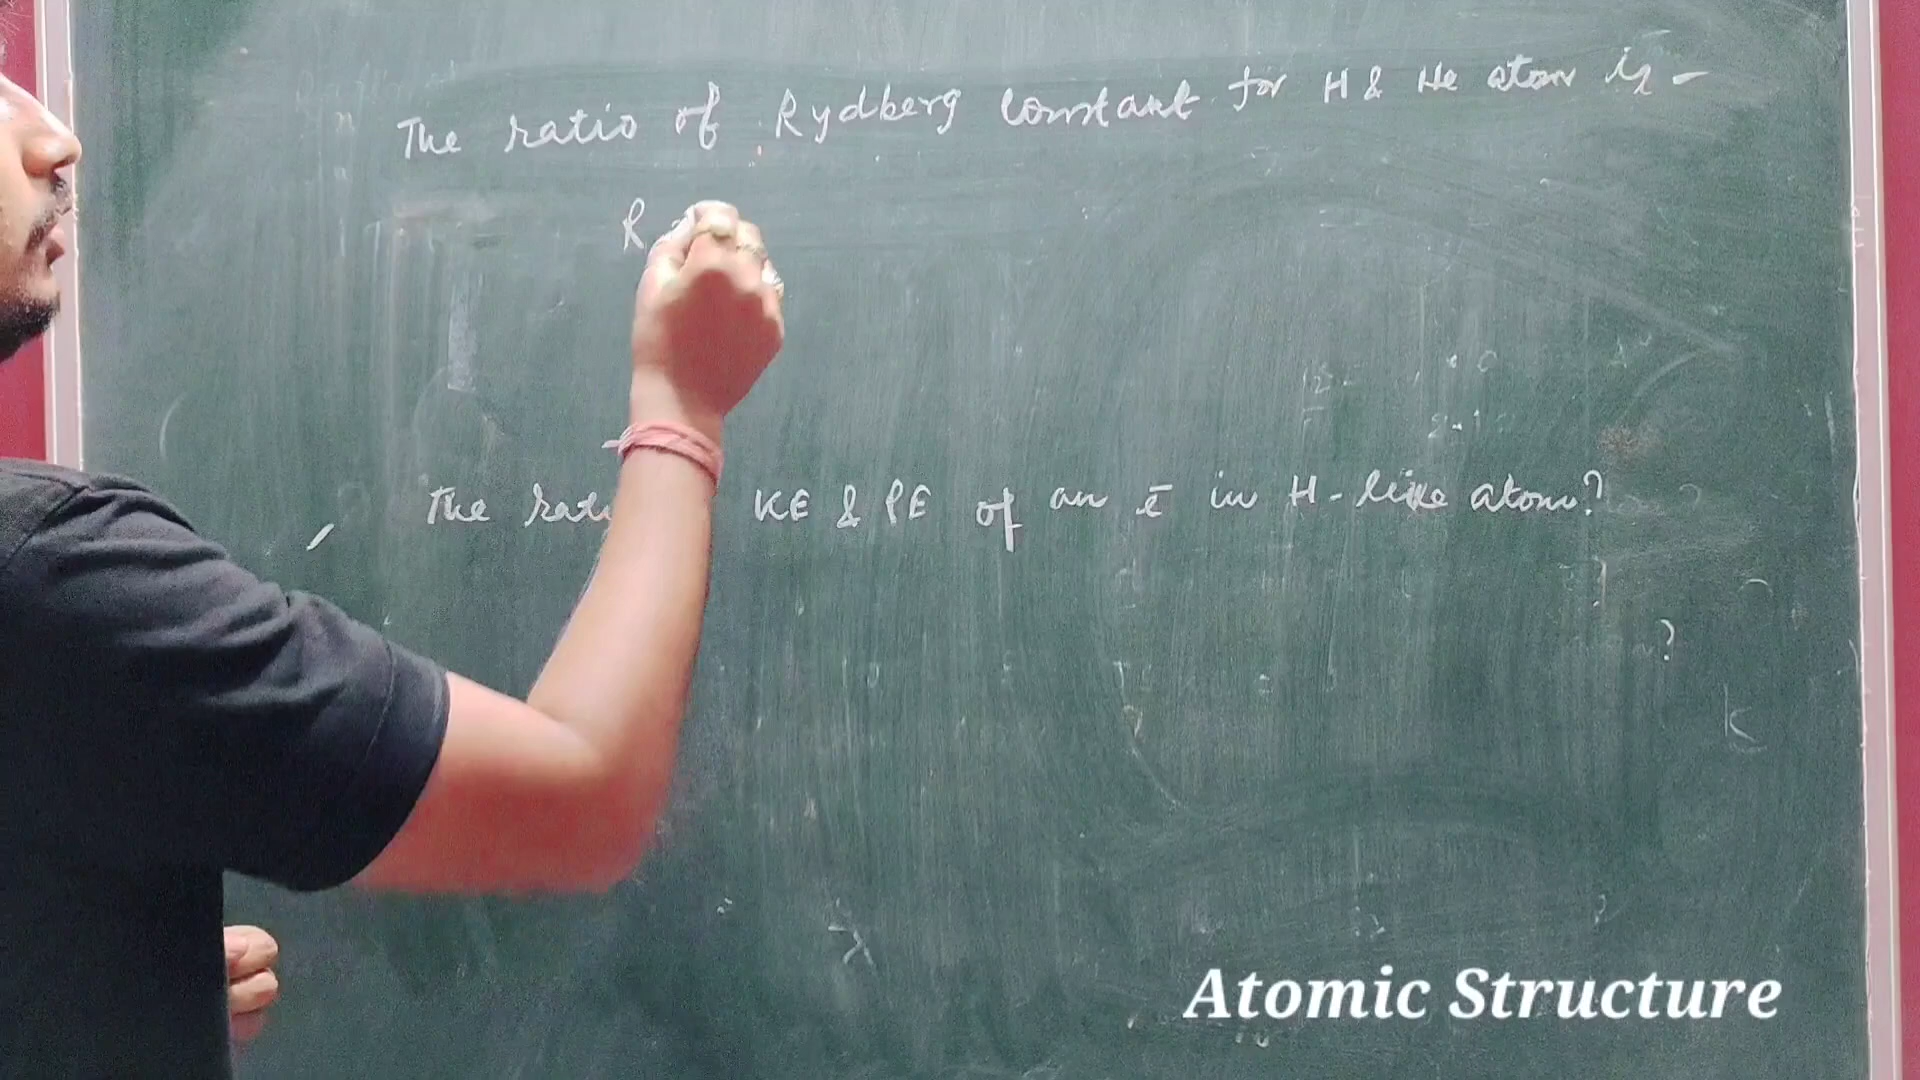 The ratio of Rydberg constant for H & He atom is -
R
The KE & PE of an e̅ in H-like atom?
?
K
Atomic Structure